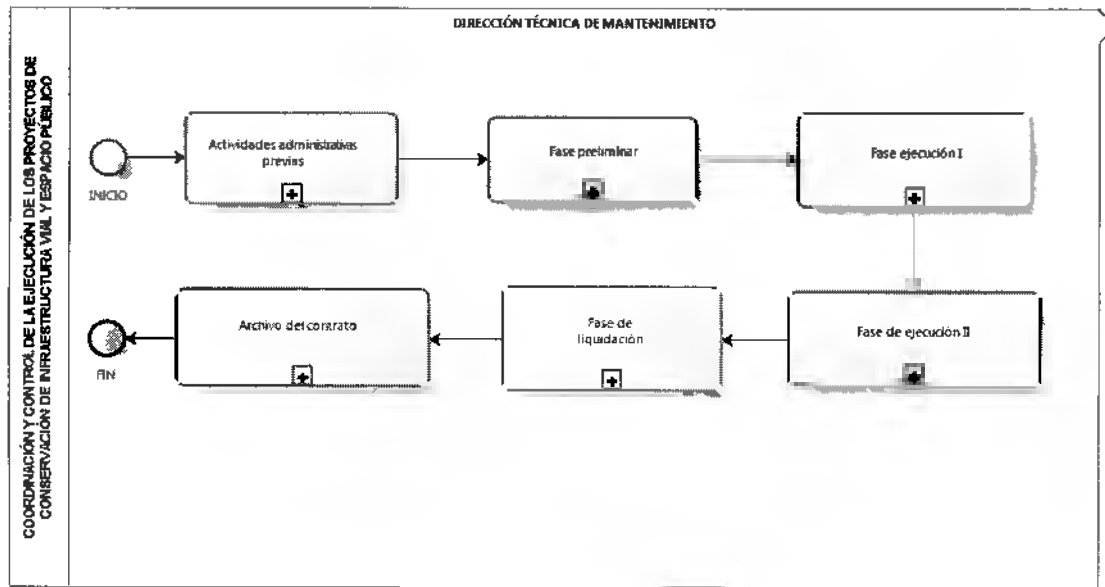 DIRECCIÓN TÉCNICA DE MANTENIMIENTO
COORDINACIÓN Y CONTROL DE LA EJECUCIÓN DE LOS PROYECTOS DE
CONSERVACIÓN DE INFRAESTRUCTURA VIAL Y ESPACIO PÚBLICO
INICIO
Actividades administrativas
previas
Fase preliminar
Fase ejecución I
FIN
Archivo del contrato
Fase de
liquidación
Fase de ejecución II